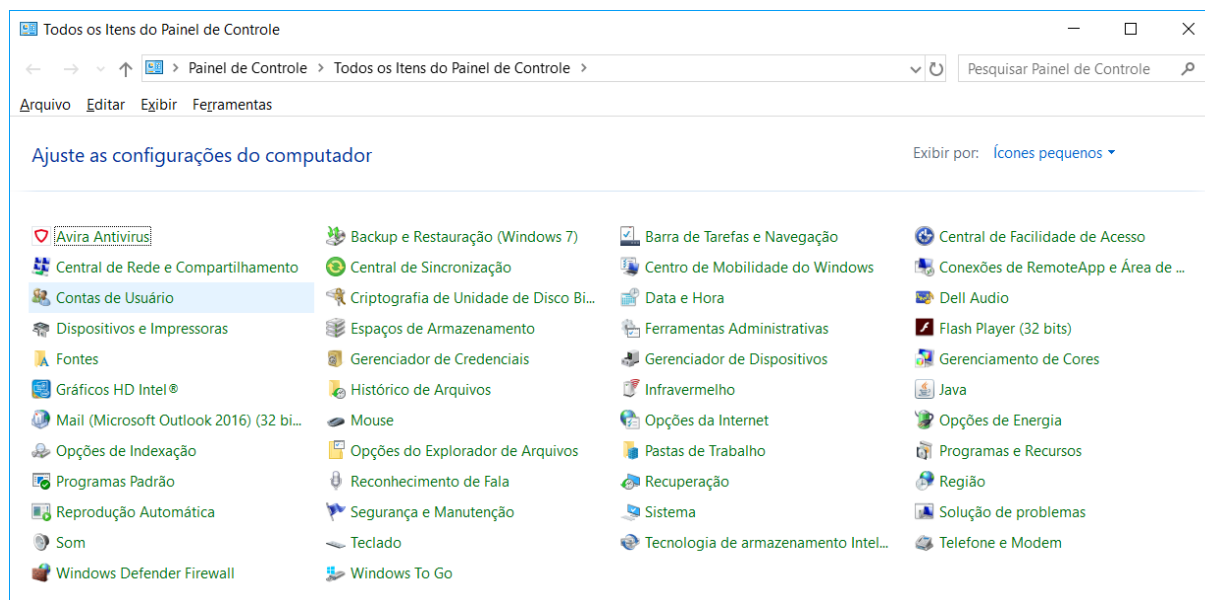 Todos os Itens do Painel de Controle
Painel de Controle > Todos os Itens do Painel de Controle >
Pesquisar Painel de Controle
Arquivo Editar Exibir Ferramentas
Ajuste as configurações do computador
Exibir por: Ícones pequenos
Avira Antivirus
Backup e Restauração (Windows 7)
Barra de Tarefas e Navegação
Central de Facilidade de Acesso
Central de Rede e Compartilhamento
Central de Sincronização
Centro de Mobilidade do Windows
Conexões de RemoteApp e Área de ...
Contas de Usuário
Criptografia de Unidade de Disco Bi...
Data e Hora
Dell Audio
Dispositivos e Impressoras
Espaços de Armazenamento
Ferramentas Administrativas
Flash Player (32 bits)
Fontes
Gerenciador de Credenciais
Gerenciador de Dispositivos
Gerenciamento de Cores
Gráficos HD Intel®
Histórico de Arquivos
Infravermelho
Java
Mail (Microsoft Outlook 2016) (32 bi...
Mouse
Opções da Internet
Opções de Energia
Opções de Indexação
Opções do Explorador de Arquivos
Pastas de Trabalho
Programas e Recursos
Programas Padrão
Reconhecimento de Fala
Recuperação
Região
Reprodução Automática
Segurança e Manutenção
Sistema
Solução de problemas
Som
Teclado
Tecnologia de armazenamento Intel...
Telefone e Modem
Windows Defender Firewall
Windows To Go